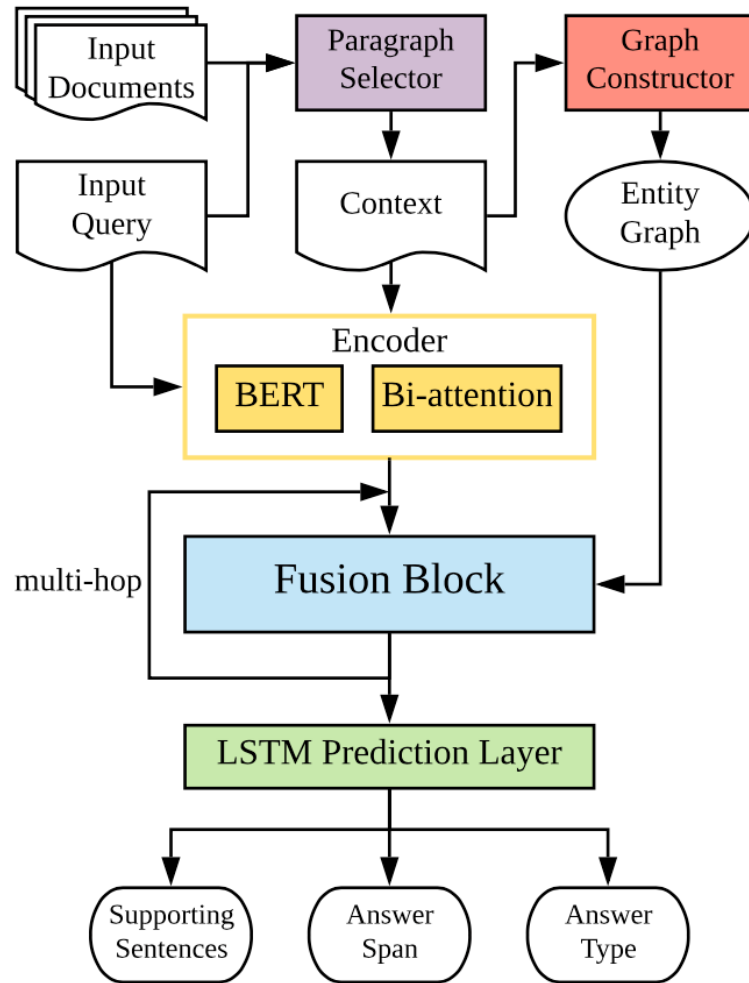 Input
Documents
Paragraph
Selector
Graph
Constructor
Input
Query
Context
Entity
Graph
Encoder
BERT
Bi-attention
multi-hop
Fusion Block
LSTM Prediction Layer
Supporting
Sentences
Answer
Span
Answer
Type